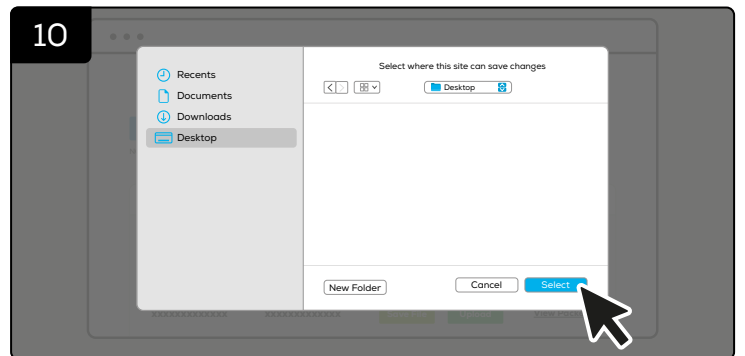 10
Select where this site can save changes
Recents
Documents
Downloads
Desktop
Desktop
New Folder
Cancel
Select